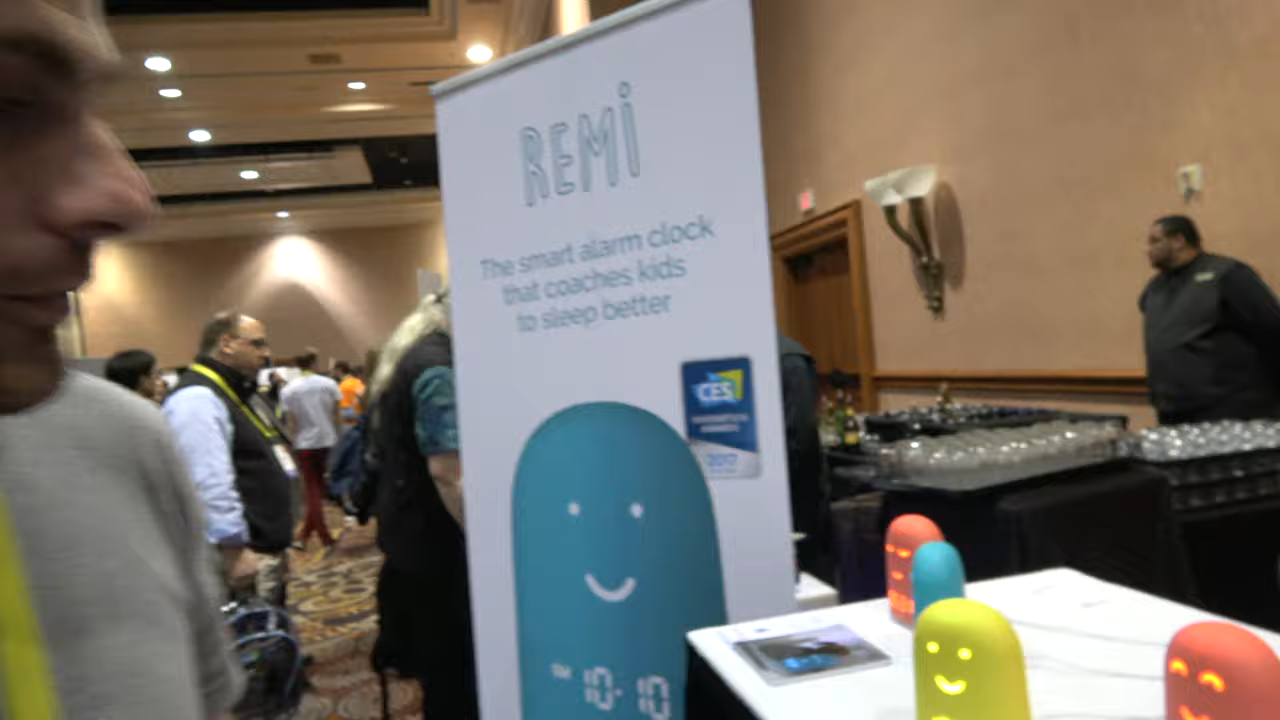 REMI
The smart alarm clock
that coaches kids
to sleep better
CES
2017
10:10